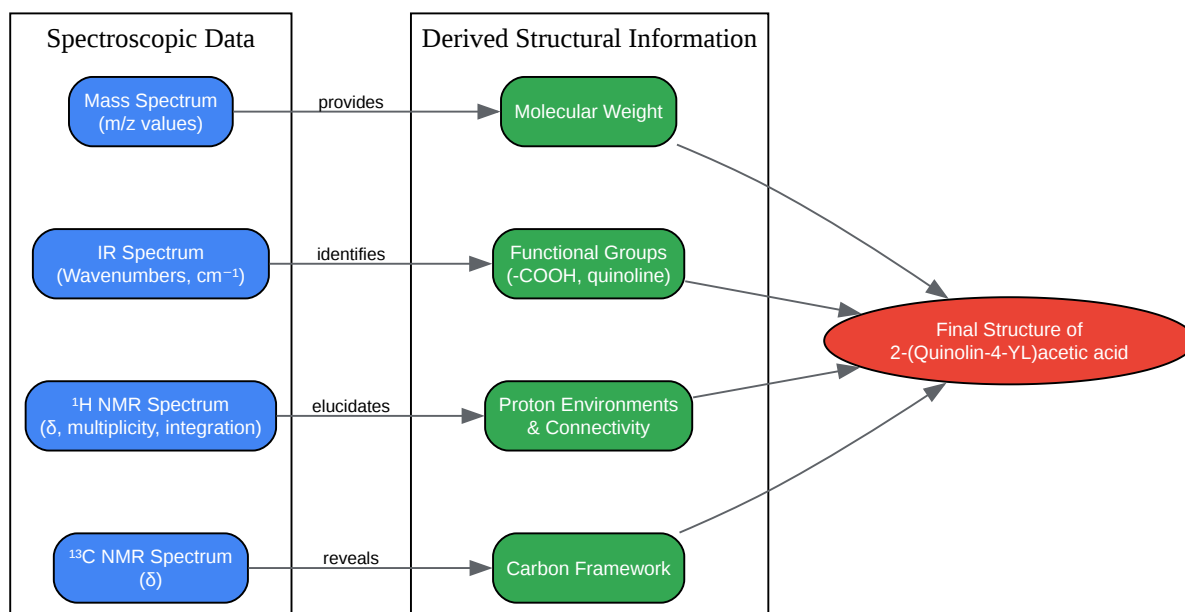 Spectroscopic Data
Derived Structural Information
Mass Spectrum
(m/z values)
provides
Molecular Weight
IR Spectrum
(Wavenumbers, cm⁻¹)
identifies
Functional Groups
(-COOH, quinoline)
Final Structure of
2-(Quinolin-4-YL)acetic acid
¹H NMR Spectrum
(δ, multiplicity, integration)
elucidates
Proton Environments
& Connectivity
¹³C NMR Spectrum
(δ)
reveals
Carbon Framework